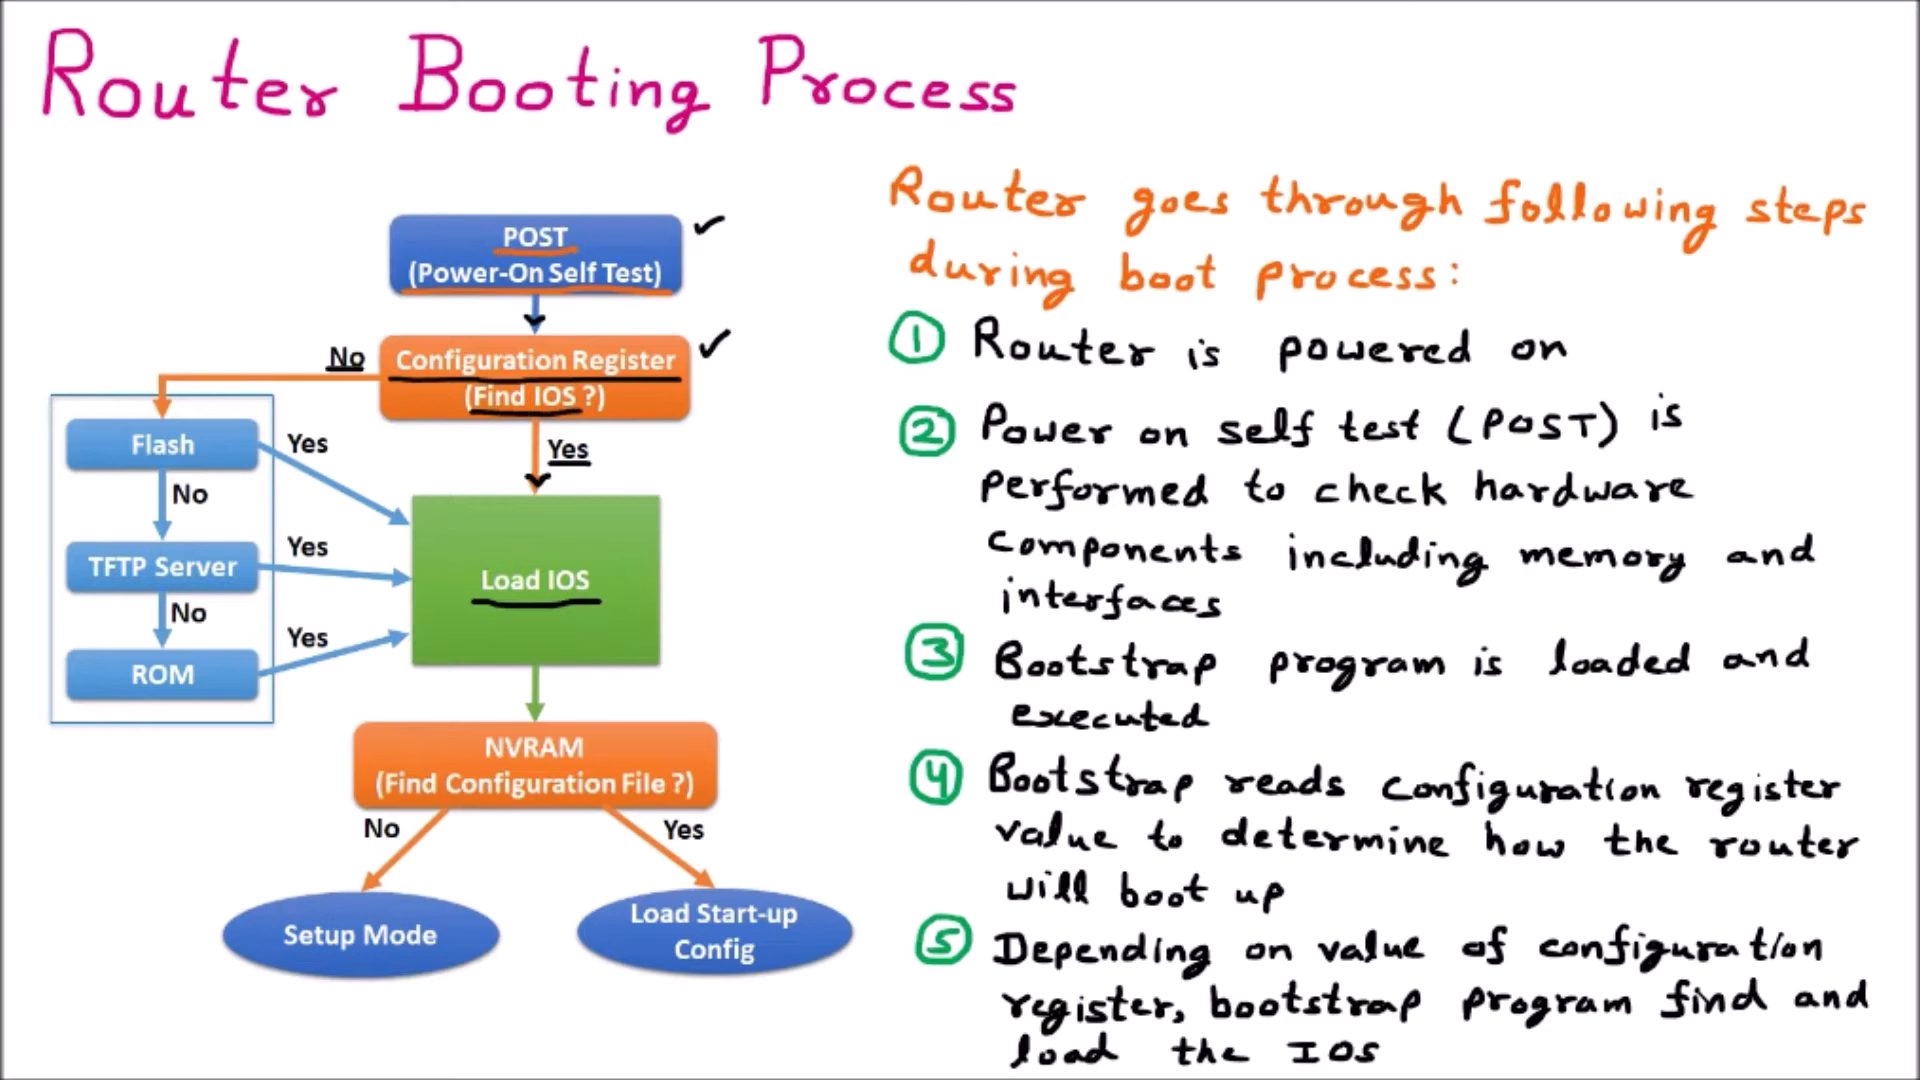 Router Booting Process
POST
(Power-On Self Test)
No
Configuration Register
(Find IOS ?)
Flash
Yes
Yes
No
TFTP Server
Yes
Load IOS
No
ROM
Yes
NVRAM
(Find Configuration File ?)
No
Yes
Setup Mode
Load Start-up
Config
Router goes through following steps
during boot process:
1 Router is powered on
2 Power on self test (POST) is
performed to check hardware
components including memory and
interfaces
3 Bootstrap program is loaded and
executed
4 Bootstrap reads configuration register
value to determine how the router
will boot up
5 Depending on value of configuration
register, bootstrap program find and
load the IOS